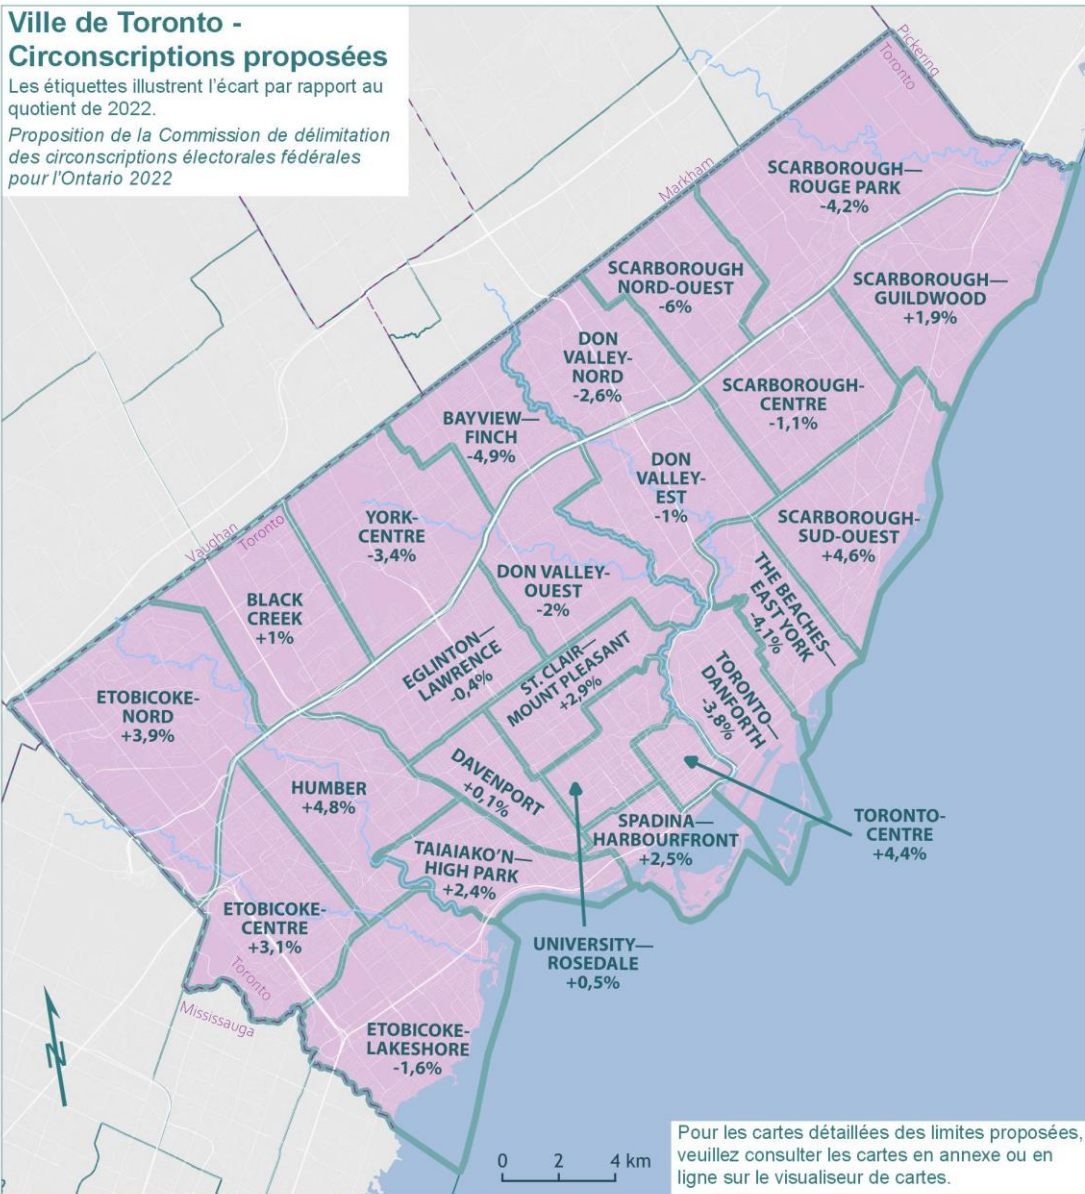 Ville de Toronto -
Circonscriptions proposées
Les étiquettes illustrent l'écart par rapport au
quotient de 2022.
Proposition de la Commission de délimitation
des circonscriptions électorales fédérales
pour l'Ontario 2022
Pickering
Toronto
Markham
SCARBOROUGH—
ROUGE PARK
-4,2%
SCARBOROUGH
NORD-OUEST
-6%
SCARBOROUGH—
GUILDWOOD
+1,9%
DON
VALLEY-
NORD
-2,6%
SCARBOROUGH-
CENTRE
-1,1%
BAYVIEW—
FINCH
-4,9%
DON
VALLEY-
EST
-1%
YORK-
CENTRE
-3,4%
SCARBOROUGH-
SUD-OUEST
+4,6%
Vaughan
Toronto
DON VALLEY-
OUEST
-2%
THE BEACHES—
EAST YORK
-4,1%
BLACK
CREEK
+1%
EGLINTON—
LAWRENCE
-0,4%
ST. CLAIR—
MOUNT PLEASANT
+2,9%
TORONTO—
DANFORTH
-3,8%
ETOBICOKE-
NORD
+3,9%
HUMBER
+4,8%
DAVENPORT
+0,1%
SPADINA—
HARBOURFRONT
+2,5%
TORONTO-
CENTRE
+4,4%
TAIAIAKO'N—
HIGH PARK
+2,4%
ETOBICOKE-
CENTRE
+3,1%
UNIVERSITY—
ROSEDALE
+0,5%
Toronto
Mississauga
ETOBICOKE-
LAKESHORE
-1,6%
N
0 2 4 km
Pour les cartes détaillées des limites proposées,
veuillez consulter les cartes en annexe ou en
ligne sur le visualiseur de cartes.